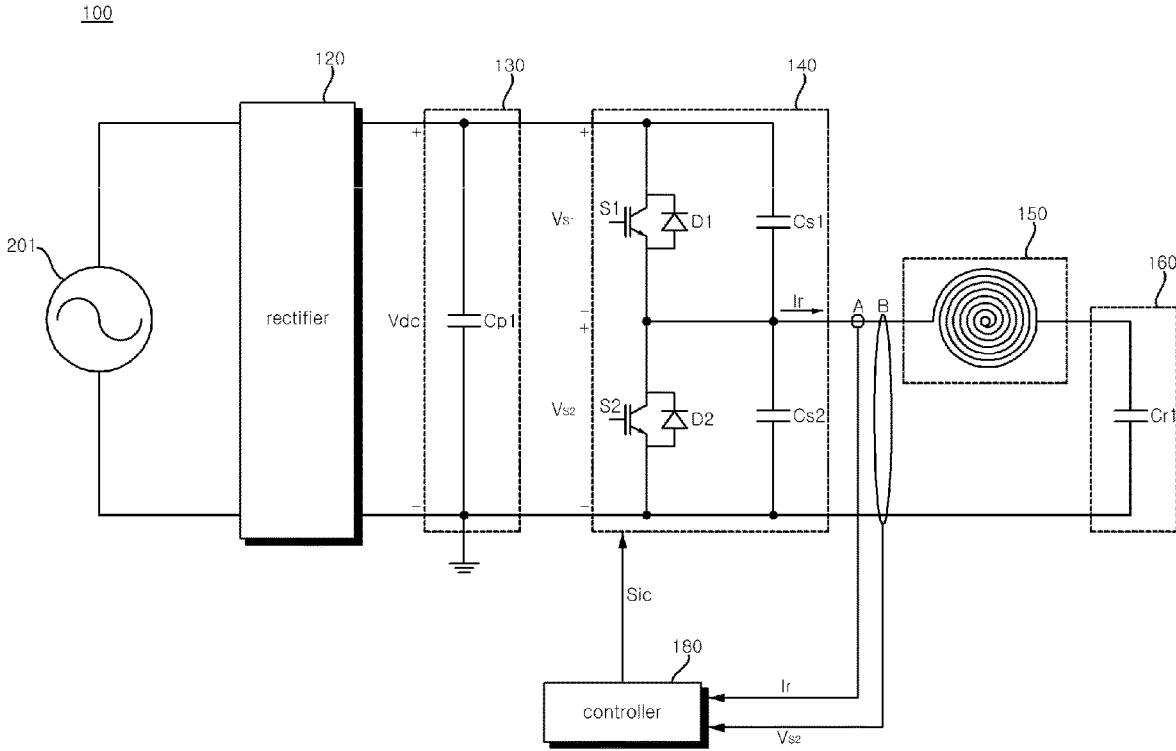 100
120
130
140
201
rectifier
Vdc
Cp1
Vs1
S1
D1
Cs1
150
160
Ir
A
B
Vs2
S2
D2
Cs2
Cr1
Sic
180
controller
Ir
Vs2